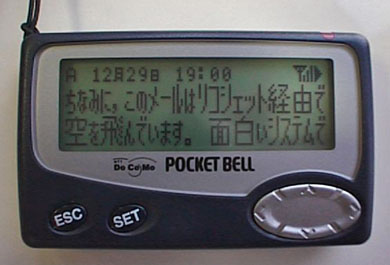 A 12月29日 19:00
ちなみに,このメールはリコシェット経由で
空を飛んでいます。 面白いシステムで
NTT
DoCoMo POCKET BELL
ESC SET